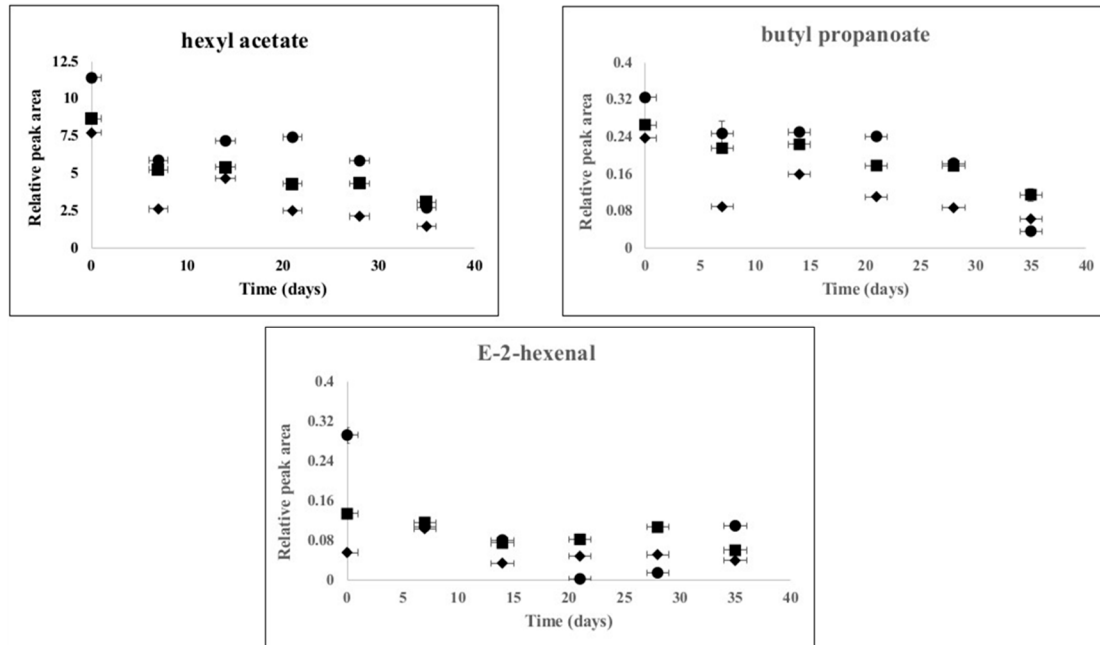 hexyl acetate
12.5
10
7.5
5
2.5
0
0 10 20 30 40
Relative peak area
Time (days)
butyl propanoate
0.4
0.32
0.24
0.16
0.08
0
0 5 10 15 20 25 30 35 40
Relative peak area
Time (days)
E-2-hexenal
0.4
0.32
0.24
0.16
0.08
0
0 5 10 15 20 25 30 35 40
Relative peak area
Time (days)